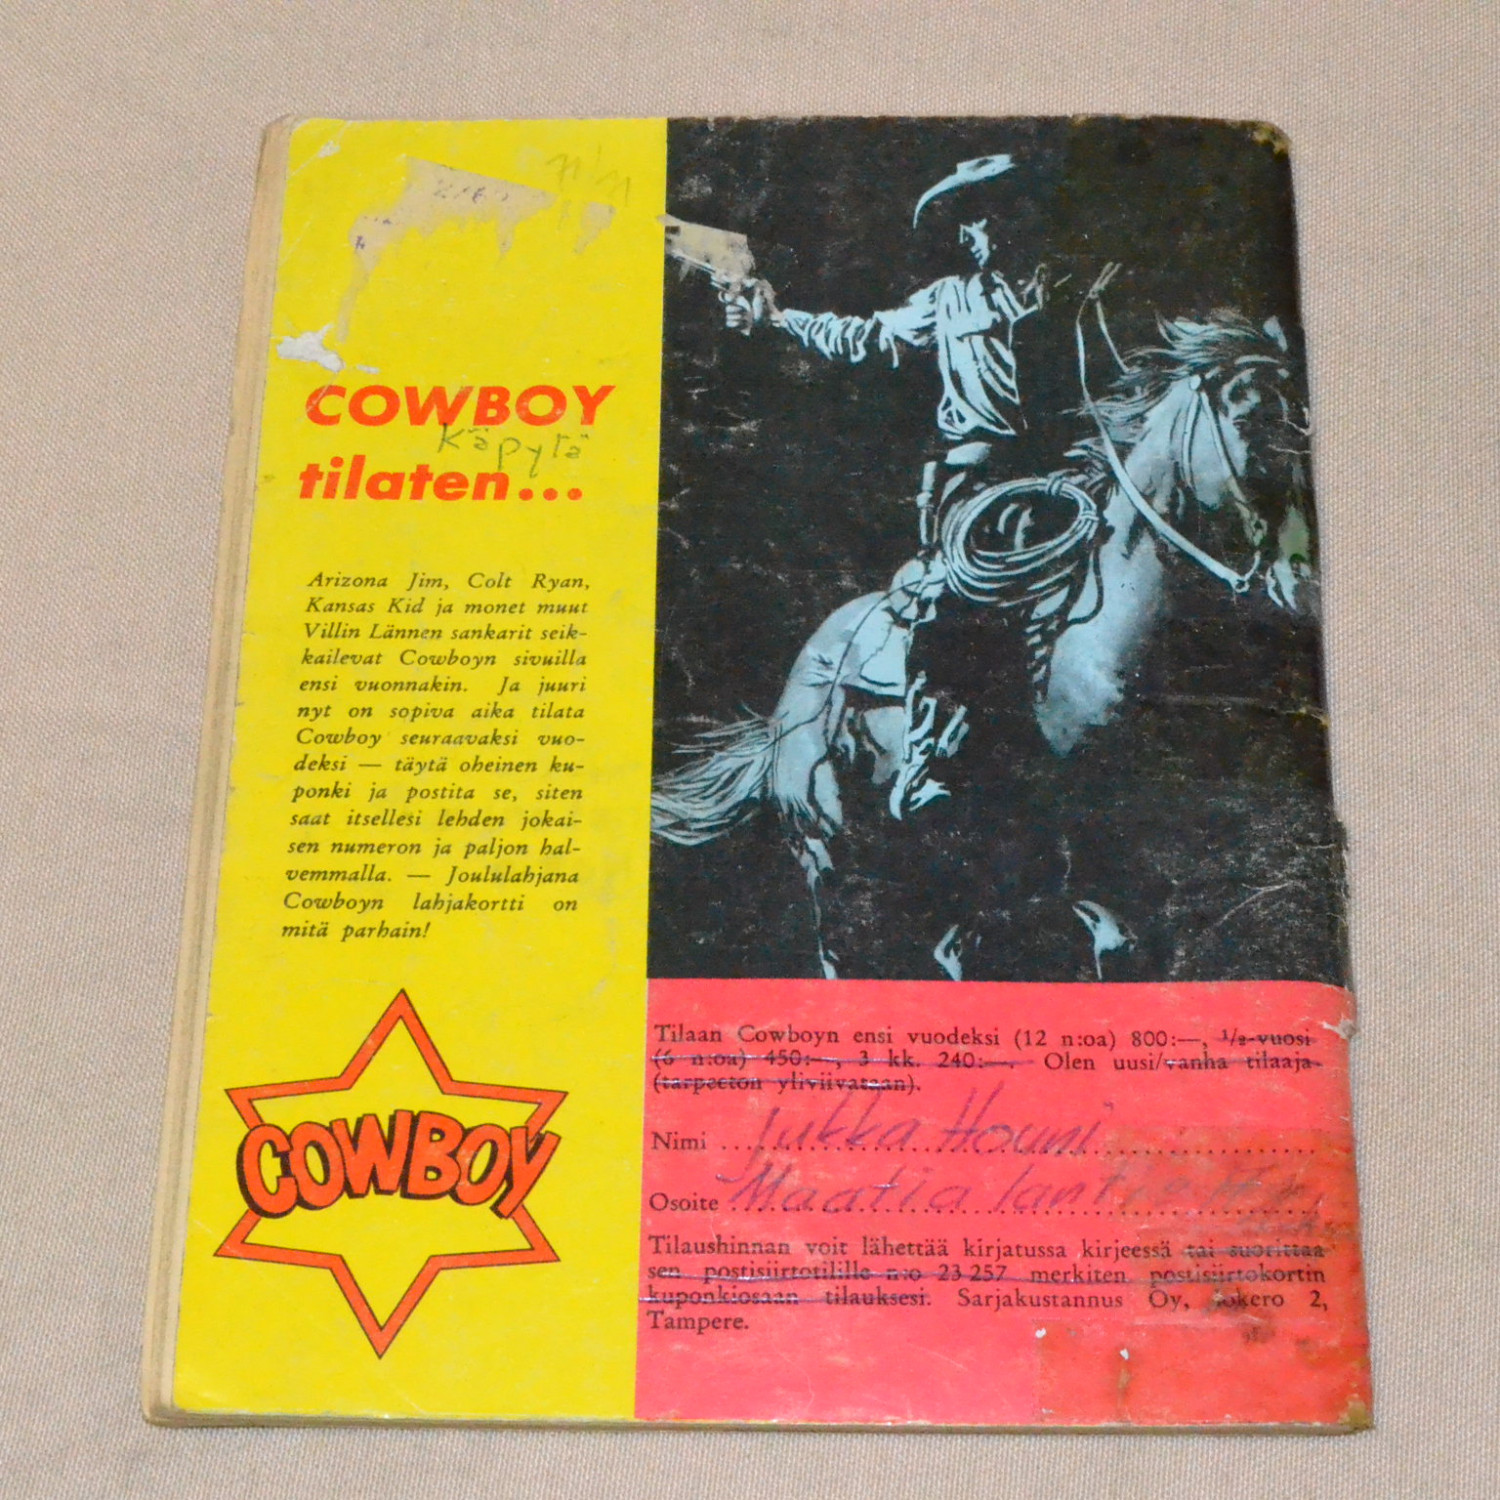 COWBOY
Käpytä
tilaten...
Arizona Jim, Colt Ryan,
Kansas Kid ja monet muut
Villin Lännen sankarit seik-
kailevat Cowboyn sivuilla
ensi vuonnakin. Ja juuri
nyt on sopiva aika tilata
Cowboy seuraavaksi vuo-
deksi — täytä oheinen ku-
ponki ja postita se, siten
saat itsellesi lehden jokai-
sen numeron ja paljon hal-
vemmalla. — Joululahjana
Cowboyn lahjakortti on
mitä parhain!
COWBOY
Tilaan Cowboyn ensi vuodeksi (12 n:oa) 800:—, ½-vuosi
(6 n:oa) 450:—, 3 kk. 240:—. Olen uusi/vanha tilaaja
(tarpeeton yliviivataan).
Nimi Jukka Houni
Osoite Maatia
Tilaushinnan voit lähettää kirjatussa kirjeessä tai suorittaa
sen postisiirtotilille n:o 23 257 merkiten postisiirtokortin
kuponkiosaan tilauksesi. Sarjakustannus Oy, Jokero 2,
Tampere.